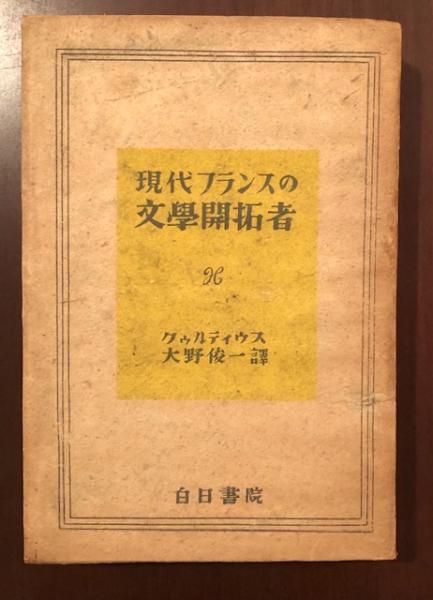 現代フランスの
文學開拓者
クゥルティウス
大野俊一譯
白日書院